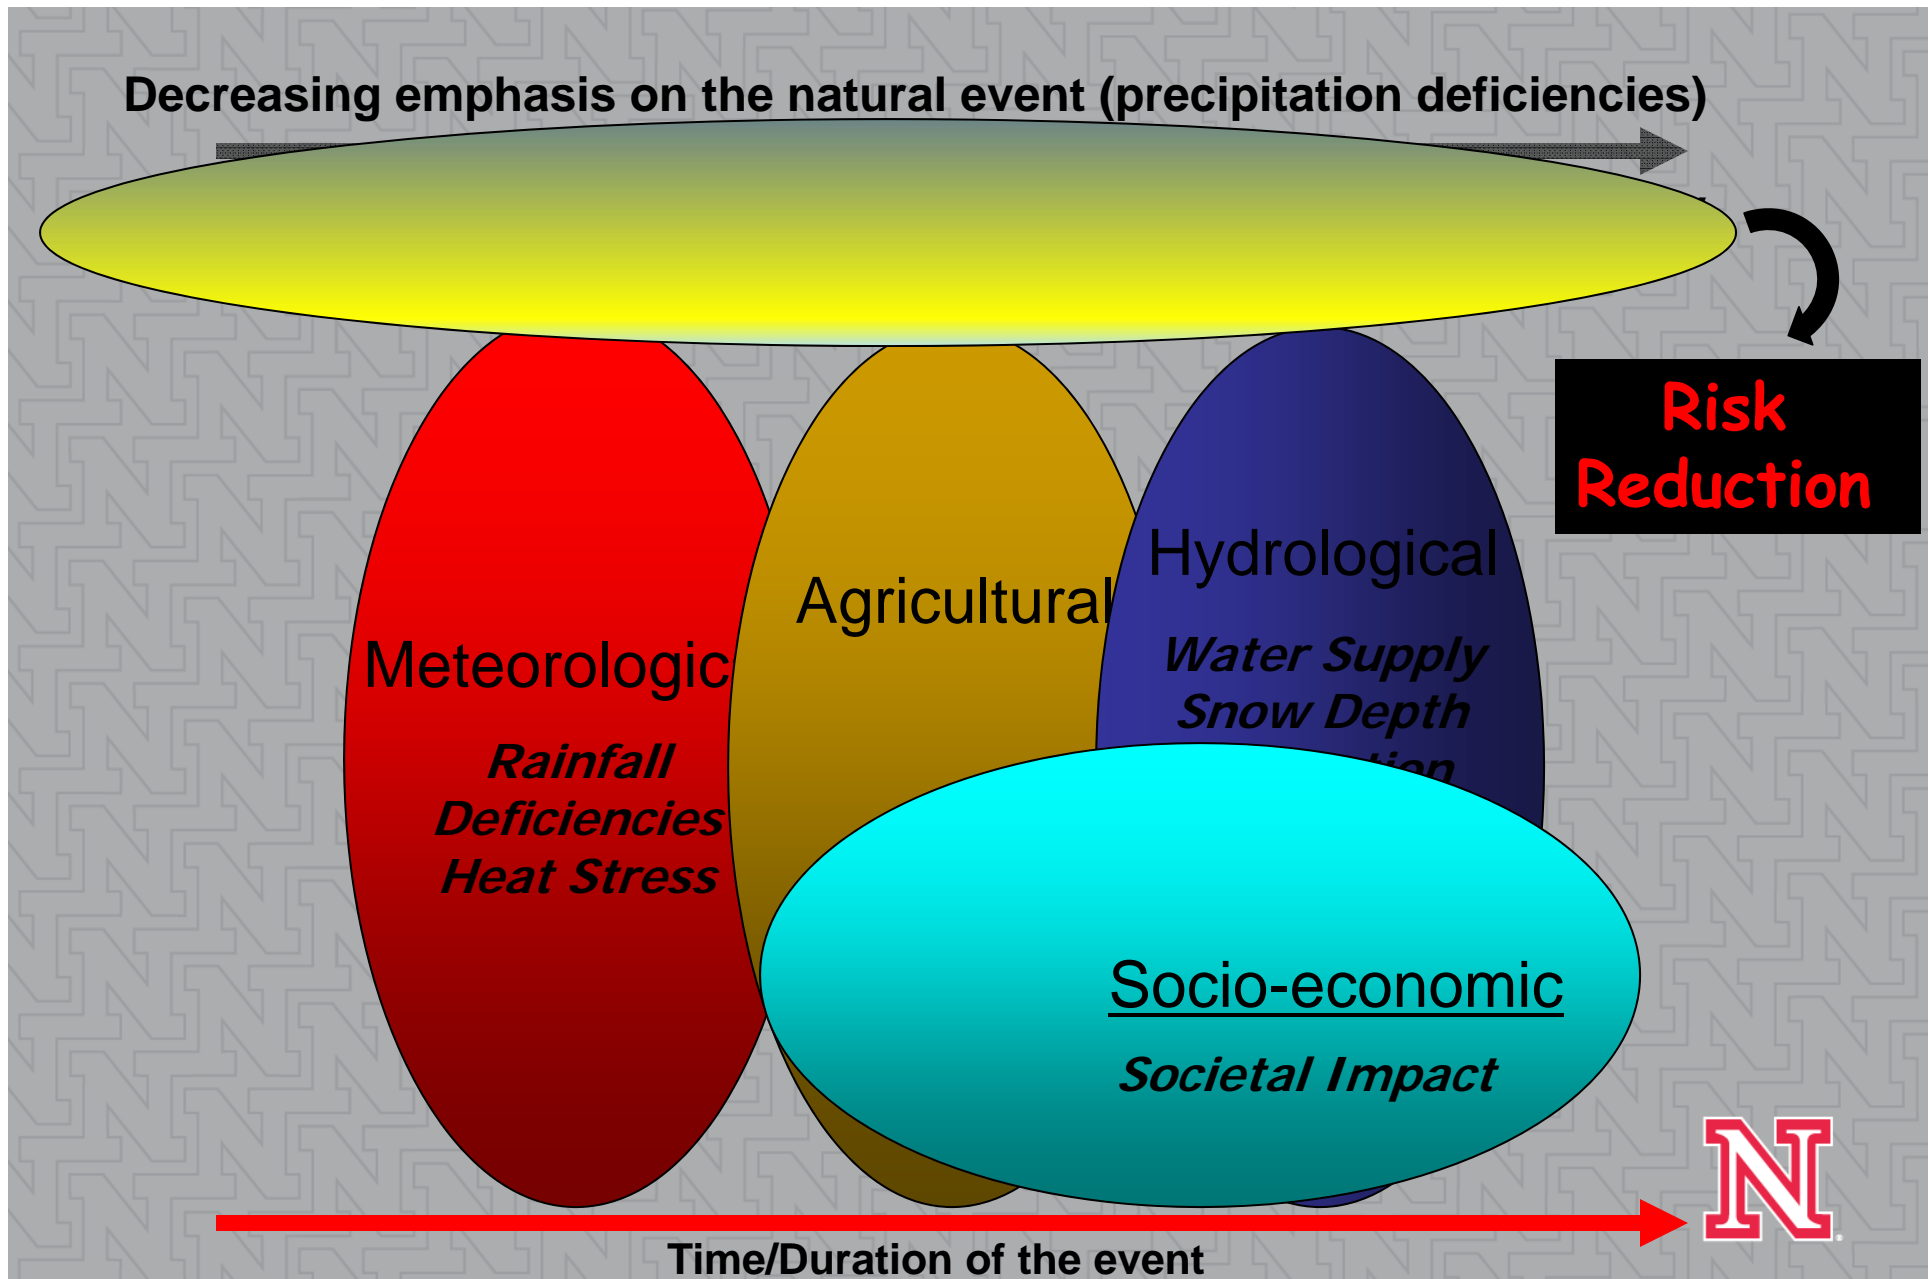 Decreasing emphasis on the natural event (precipitation deficiencies)
Risk
Reduction
Hydrological
Agricultural
Meteorologic
Water Supply
Snow Depth
Rainfall
Deficiencies
Heat Stress
Socio-economic
Societal Impact
N
Time/Duration of the event